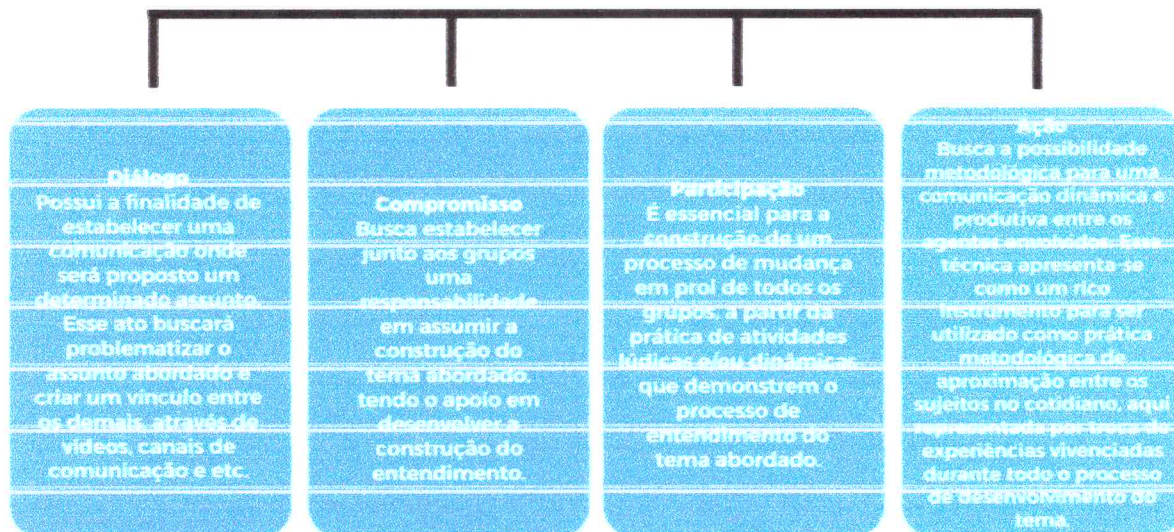 Diálogo
Possui a finalidade de
estabelecer uma
comunicação onde
será proposto um
determinado assunto.
Esse ato buscará
problematizar o
assunto abordado e
criar um vínculo entre
os demais, através de
vídeos, canais de
comunicação e etc.
Compromisso
Busca estabelecer
junto aos grupos
uma
responsabilidade
em assumir a
construção do
tema abordado,
tendo o apoio em
desenvolver a
construção do
entendimento.
Participação
É essencial para a
construção de um
processo de mudança
em prol de todos os
grupos, a partir da
prática de atividades
lúdicas e/ou dinâmicas
que demonstrem o
processo de
entendimento do
tema abordado.
Ação
Busca a possibilidade
metodológica para uma
comunicação dinâmica e
produtiva entre os
agentes envolvidos. Essa
técnica apresenta-se
como um rico
instrumento para ser
utilizado como prática
metodológica de
aproximação entre os
sujeitos no cotidiano, aqui
representada por troca de
experiências vivenciadas
durante todo o processo
de desenvolvimento do
tema.